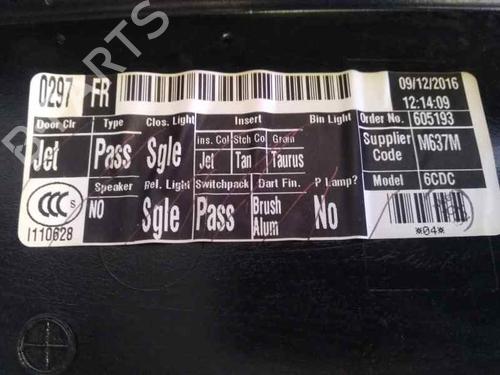 PARTS
0297 FR
09/12/2016
12:14:09
Door Clr Type Clos. Light Insert Bin Light
Order No. 605193
Jet Pass Sgle
Ins. Col Stch Co Grain
Jet Tan Taurus
Supplier Code M637M
Speaker Rel. Light Switchpack Dart Fin. P Lamp?
Model 6CDC
CCC S
I110628
NO Sgle Pass Brush Alum No
*04*